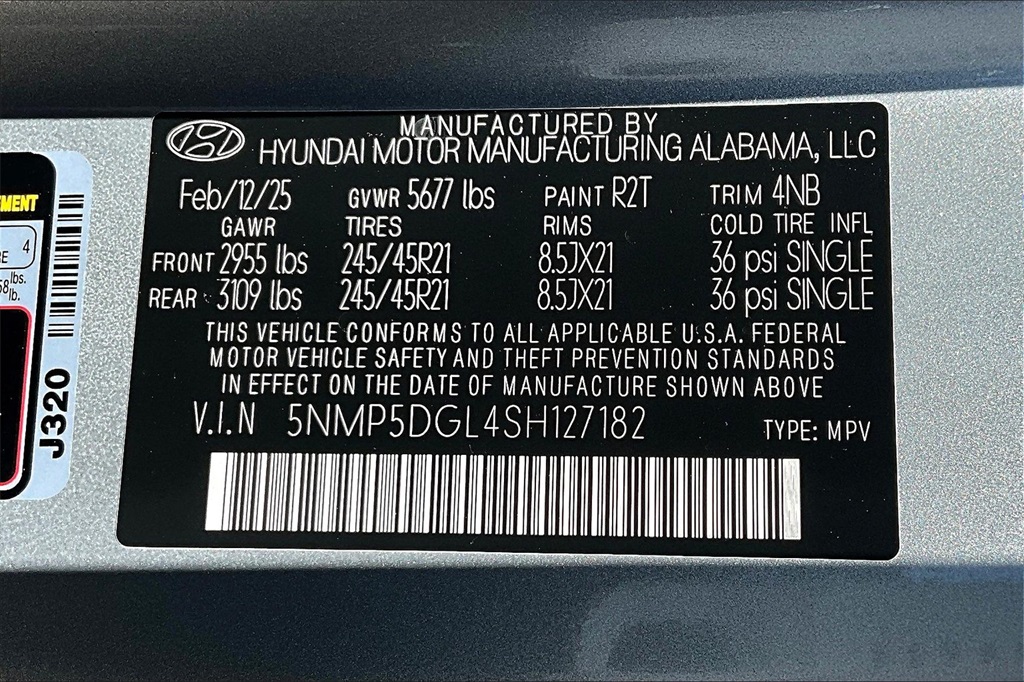 MANUFACTURED BY
HYUNDAI MOTOR MANUFACTURING ALABAMA, LLC
Feb/12/25 GVWR 5677 lbs PAINT R2T TRIM 4NB
GAWR TIRES RIMS COLD TIRE INFL
FRONT 2955 lbs 245/45R21 8.5JX21 36 psi SINGLE
REAR 3109 lbs 245/45R21 8.5JX21 36 psi SINGLE
THIS VEHICLE CONFORMS TO ALL APPLICABLE U.S.A. FEDERAL
MOTOR VEHICLE SAFETY AND THEFT PREVENTION STANDARDS
IN EFFECT ON THE DATE OF MANUFACTURE SHOWN ABOVE
V.I.N 5NMP5DGL4SH127182 TYPE: MPV
4
lbs.
lb.
J320